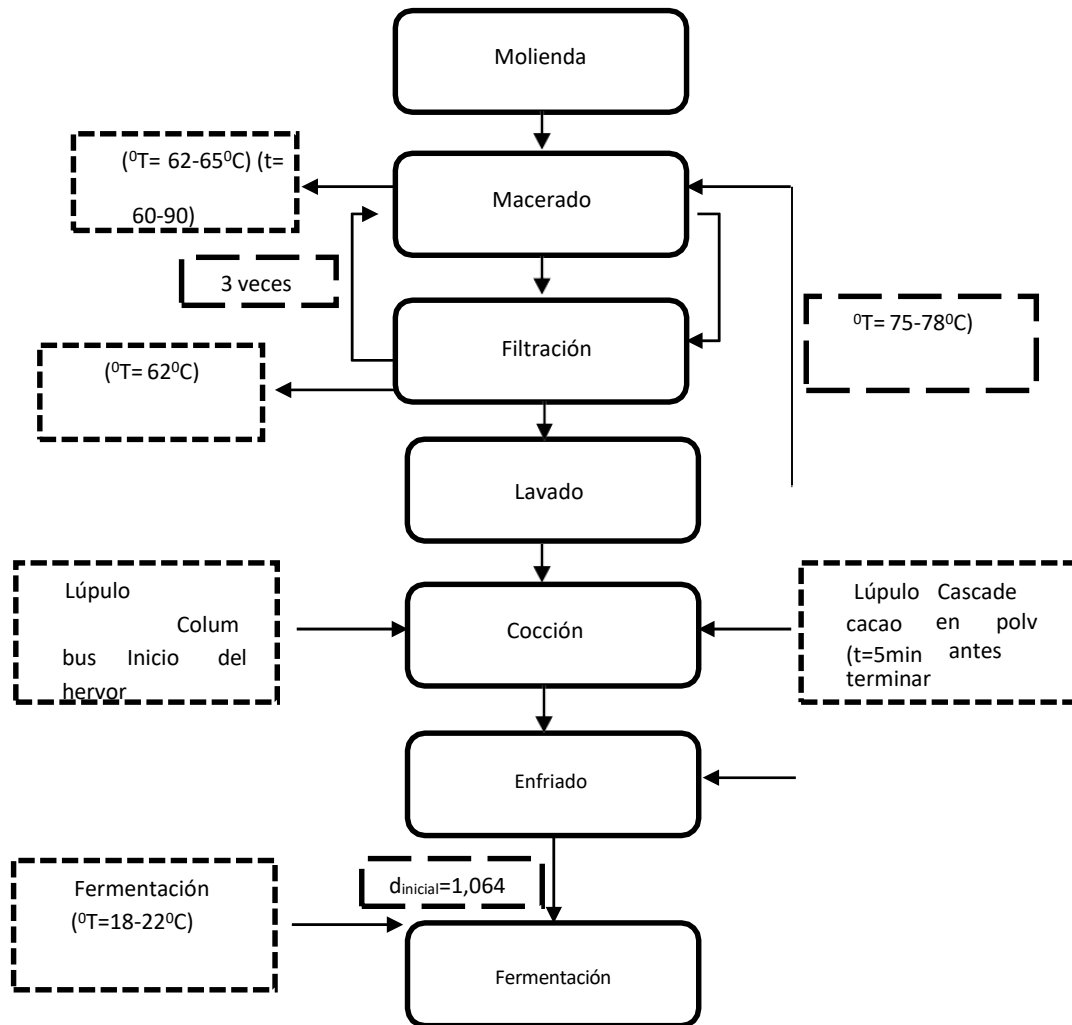 Molienda
(⁰T= 62-65⁰C) (t=
60-90)
Macerado
3 veces
Filtración
⁰T= 75-78⁰C)
(⁰T= 62⁰C)
Lavado
Lúpulo
Colum
bus Inicio del
hervor
Cocción
Lúpulo Cascade
cacao en polv
(t=5min antes
terminar
Enfriado
dinicial=1,064
Fermentación
(⁰T=18-22⁰C)
Fermentación